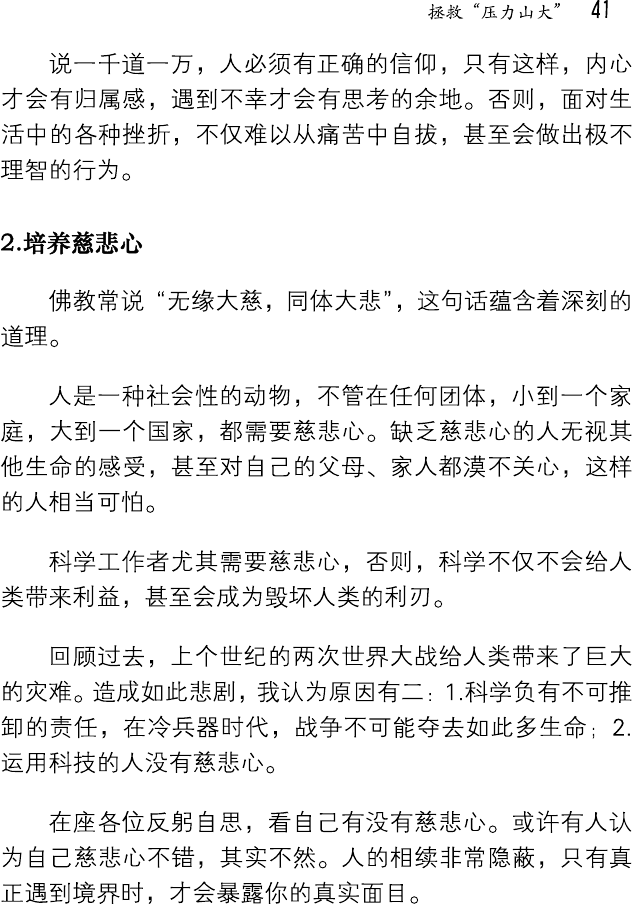 拯救“压力山大” 41
说一千道一万，人必须有正确的信仰，只有这样，内心
才会有归属感，遇到不幸才会有思考的余地。否则，面对生
活中的各种挫折，不仅难以从痛苦中自拔，甚至会做出极不
理智的行为。
2.培养慈悲心
佛教常说“无缘大慈，同体大悲”，这句话蕴含着深刻的
道理。
人是一种社会性的动物，不管在任何团体，小到一个家
庭，大到一个国家，都需要慈悲心。缺乏慈悲心的人无视其
他生命的感受，甚至对自己的父母、家人都漠不关心，这样
的人相当可怕。
科学工作者尤其需要慈悲心，否则，科学不仅不会给人
类带来利益，甚至会成为毁坏人类的利刃。
回顾过去，上个世纪的两次世界大战给人类带来了巨大
的灾难。造成如此悲剧，我认为原因有二：1.科学负有不可推
卸的责任，在冷兵器时代，战争不可能夺去如此多生命；2.
运用科技的人没有慈悲心。
在座各位反躬自思，看自己有没有慈悲心。或许有人认
为自己慈悲心不错，其实不然。人的相续非常隐蔽，只有真
正遇到境界时，才会暴露你的真实面目。